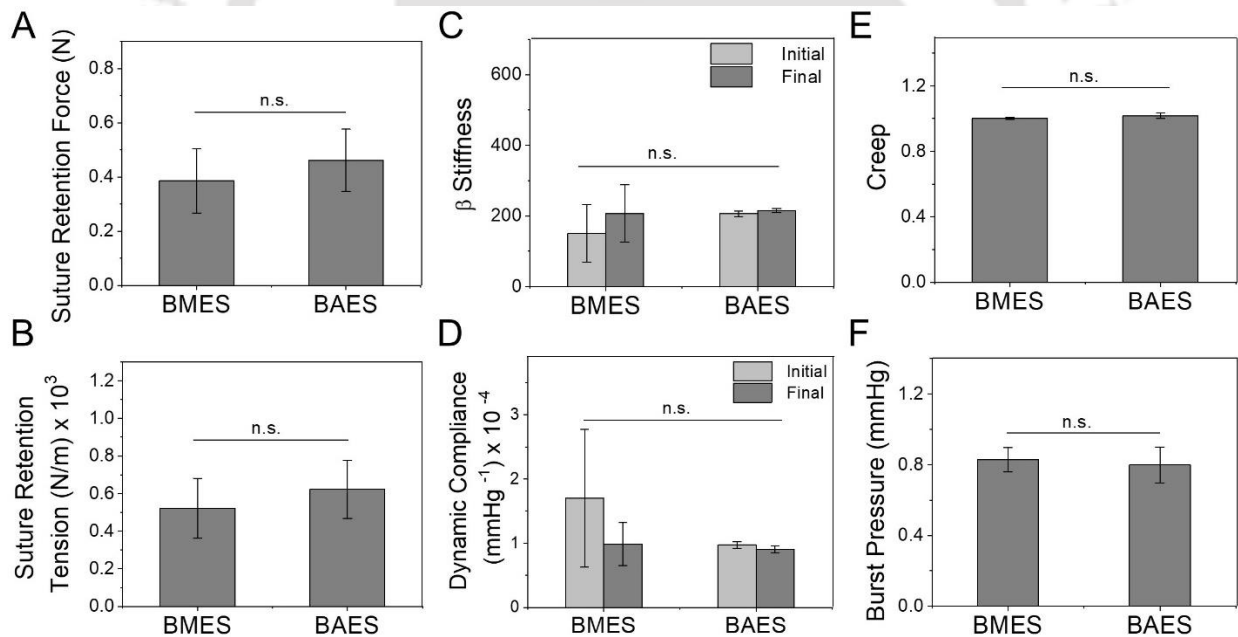 A
Suture Retention Force (N)
0.8
0.6
0.4
0.2
0.0
n.s.
BMES BAES
B
Suture Retention
Tension (N/m) x 10³
1.2
1.0
0.8
0.6
0.4
0.2
0.0
n.s.
BMES BAES
C
β Stiffness
600
400
200
0
Initial
Final
n.s.
BMES BAES
D
Dynamic Compliance
(mmHg ⁻¹) x 10 ⁻⁴
3
2
1
0
Initial
Final
n.s.
BMES BAES
E
Creep
1.2
0.8
0.4
0.0
n.s.
BMES BAES
F
Burst Pressure (mmHg)
1.2
0.8
0.4
0.0
n.s.
BMES BAES